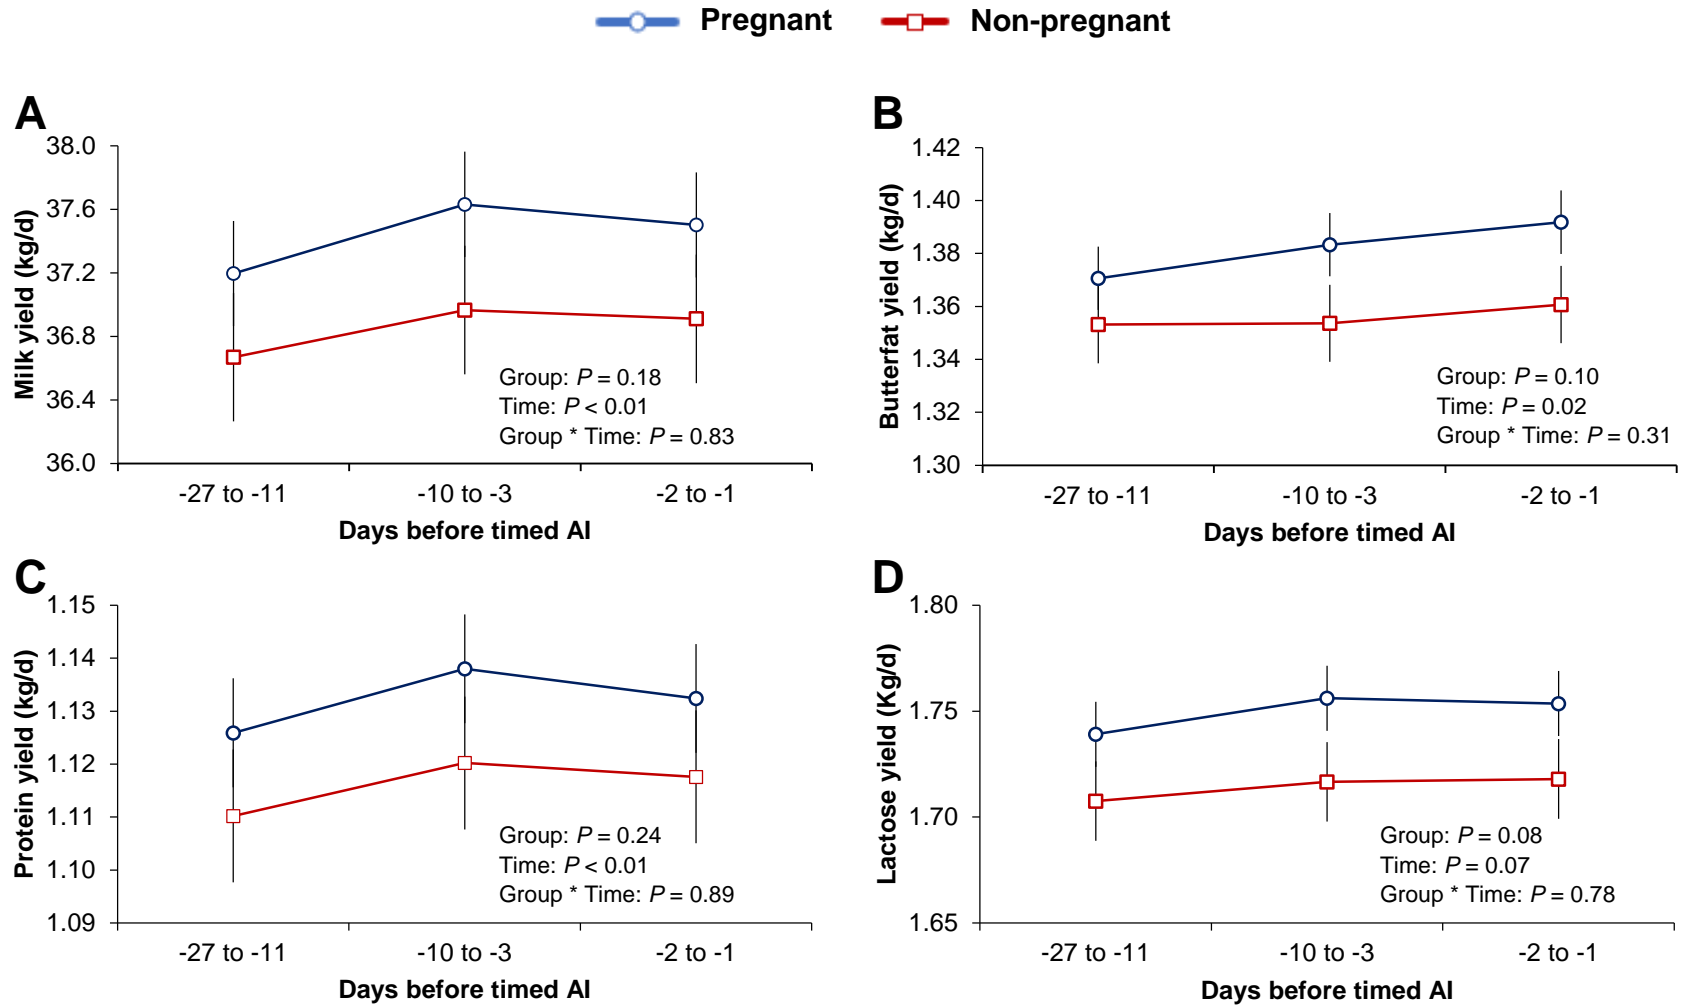 Pregnant Non-pregnant
A
38.0
37.6
37.2
36.8
36.4
36.0
Milk yield (kg/d)
Group: P = 0.18
Time: P < 0.01
Group * Time: P = 0.83
-27 to -11 -10 to -3 -2 to -1
Days before timed AI
B
1.42
1.40
1.38
1.36
1.34
1.32
1.30
Butterfat yield (kg/d)
Group: P = 0.10
Time: P = 0.02
Group * Time: P = 0.31
-27 to -11 -10 to -3 -2 to -1
Days before timed AI
C
1.15
1.14
1.13
1.12
1.11
1.10
1.09
Protein yield (kg/d)
Group: P = 0.24
Time: P < 0.01
Group * Time: P = 0.89
-27 to -11 -10 to -3 -2 to -1
Days before timed AI
D
1.80
1.75
1.70
1.65
Lactose yield (Kg/d)
Group: P = 0.08
Time: P = 0.07
Group * Time: P = 0.78
-27 to -11 -10 to -3 -2 to -1
Days before timed AI